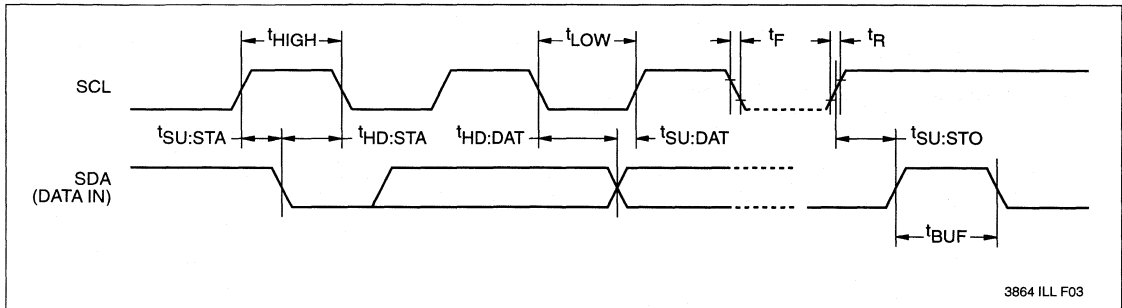 tHIGH tLOW tF tR
SCL
tSU:STA tHD:STA tHD:DAT tSU:DAT tSU:STO
SDA
(DATA IN)
tBUF
3864 ILL F03